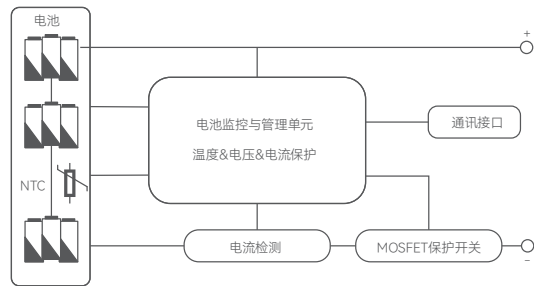 电池
+
电池监控与管理单元
通讯接口
温度&电压&电流保护
NTC
电流检测
MOSFET保护开关
-